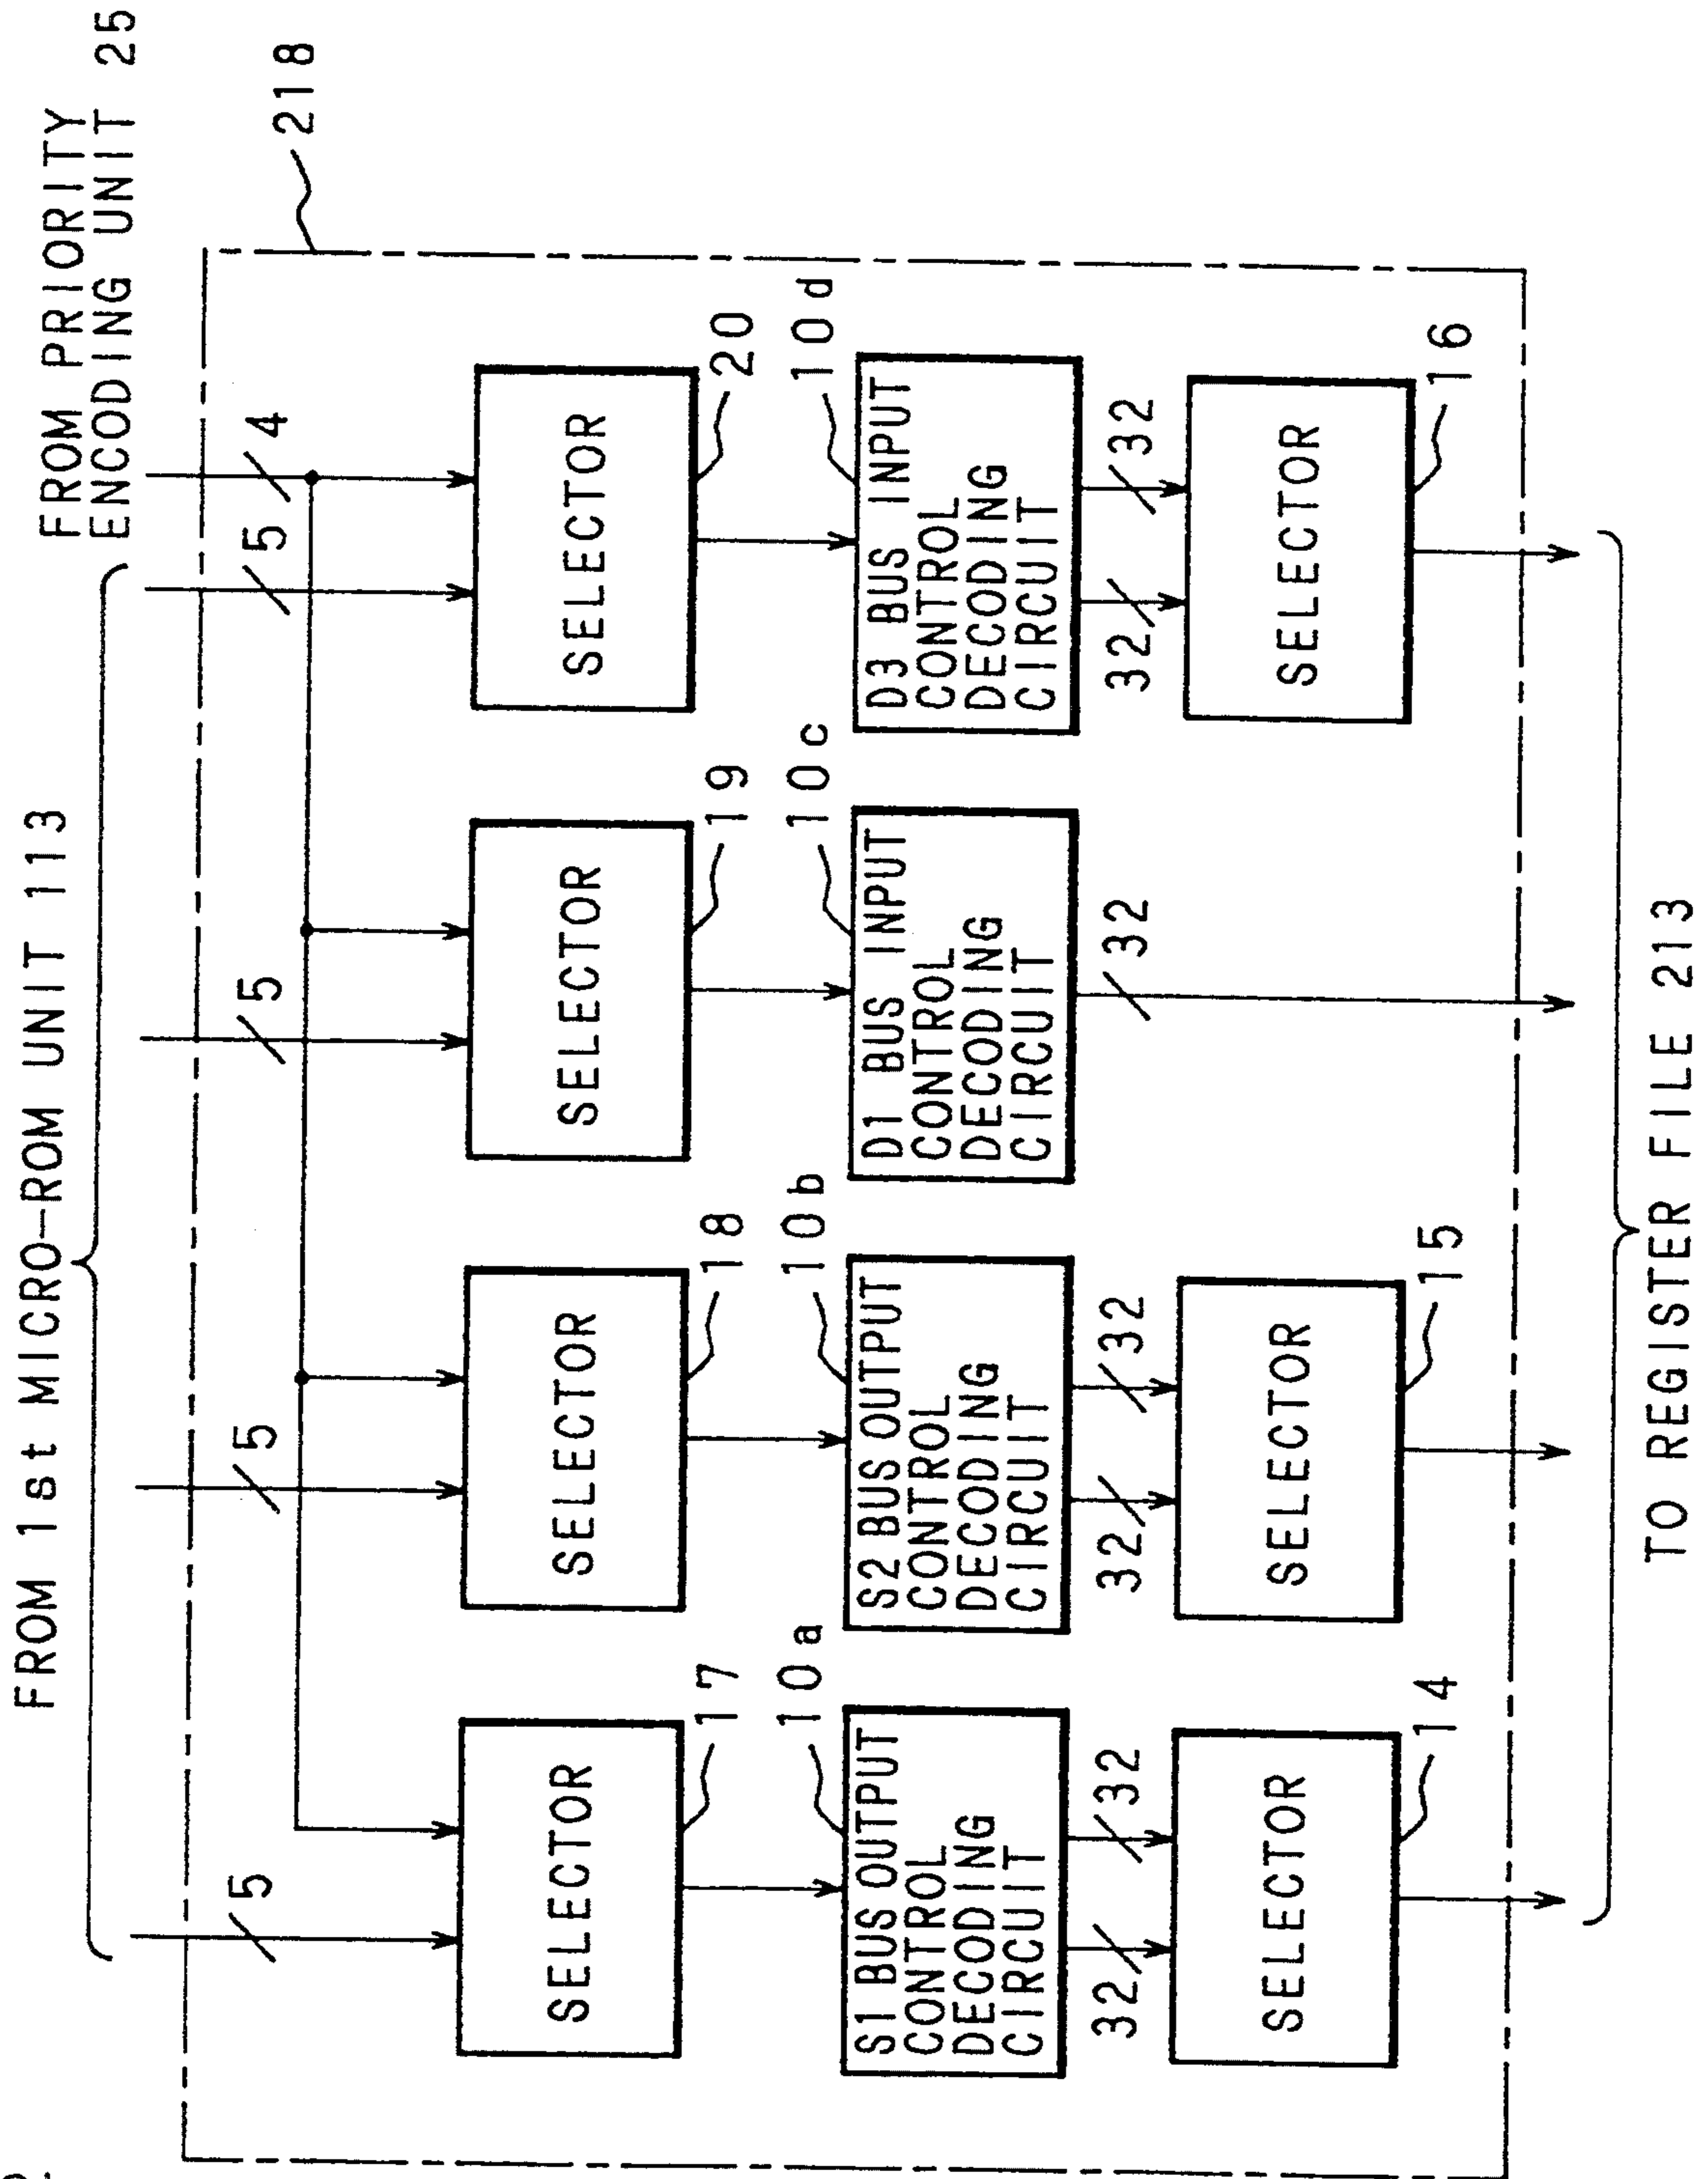 FROM 1st MICRO-ROM UNIT 113
FROM PRIORITY
ENCODING UNIT 25
218
5
5
5
5
4
SELECTOR
SELECTOR
SELECTOR
SELECTOR
17
18
19
20
10a
10b
10c
10d
S1 BUS OUTPUT
CONTROL
DECODING
CIRCUIT
S2 BUS OUTPUT
CONTROL
DECODING
CIRCUIT
D1 BUS INPUT
CONTROL
DECODING
CIRCUIT
D3 BUS INPUT
CONTROL
DECODING
CIRCUIT
32
32
32
32
32
32
32
SELECTOR
SELECTOR
SELECTOR
14
15
16
TO REGISTER FILE 213